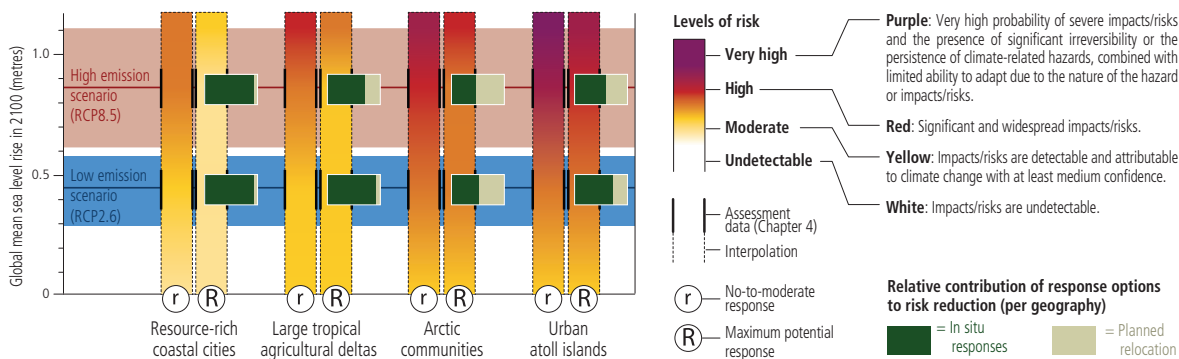 Global mean sea level rise in 2100 (metres)
1.0
0.5
0
High emission
scenario
(RCP8.5)
Low emission
scenario
(RCP2.6)
r
R
r
R
r
R
r
R
Resource-rich
coastal cities
Large tropical
agricultural deltas
Arctic
communities
Urban
atoll islands
Levels of risk
Very high
High
Moderate
Undetectable
Assessment
data (Chapter 4)
Interpolation
r
No-to-moderate
response
R
Maximum potential
response
Purple: Very high probability of severe impacts/risks
and the presence of significant irreversibility or the
persistence of climate-related hazards, combined with
limited ability to adapt due to the nature of the hazard
or impacts/risks.
Red: Significant and widespread impacts/risks.
Yellow: Impacts/risks are detectable and attributable
to climate change with at least medium confidence.
White: Impacts/risks are undetectable.
Relative contribution of response options
to risk reduction (per geography)
= In situ
responses
= Planned
relocation